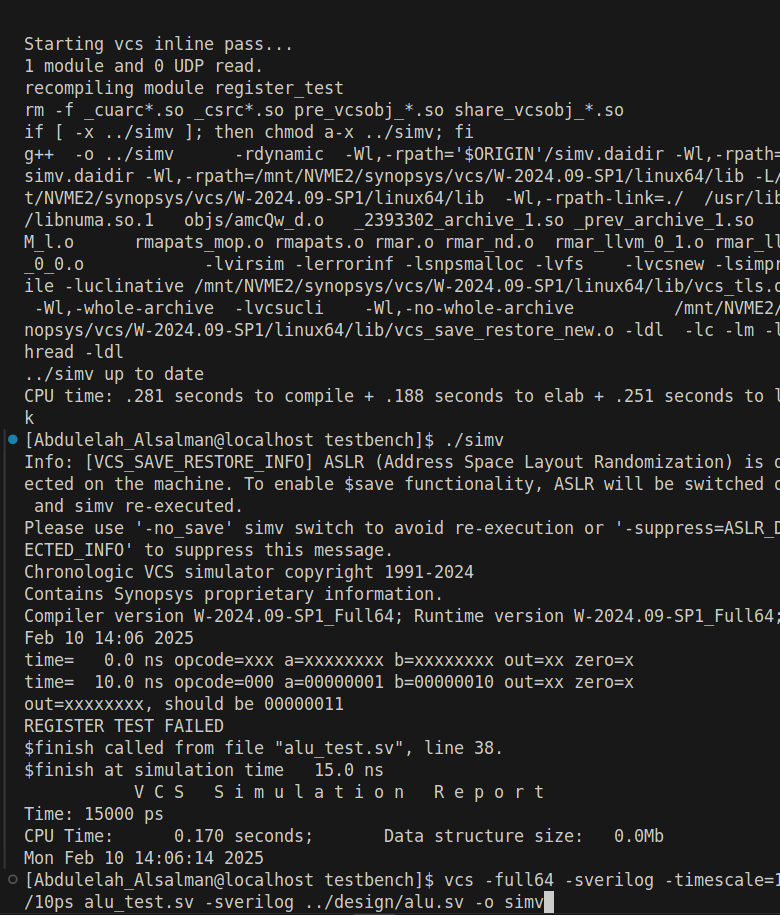 Starting vcs inline pass...
1 module and 0 UDP read.
recompiling module register_test
rm -f _cuarc*.so _csrc*.so pre_vcsobj_*.so share_vcsobj_*.so
if [ -x ../simv ]; then chmod a-x ../simv; fi
g++  -o ../simv      -rdynamic  -Wl,-rpath='$ORIGIN'/simv.daidir -Wl,-rpath=
simv.daidir -Wl,-rpath=/mnt/NVME2/synopsys/vcs/W-2024.09-SP1/linux64/lib -L/
t/NVME2/synopsys/vcs/W-2024.09-SP1/linux64/lib  -Wl,-rpath-link=./  /usr/lib
/libnuma.so.1   objs/amcQw_d.o   _2393302_archive_1.so _prev_archive_1.so
M_l.o      rmapats_mop.o rmapats.o rmar.o rmar_nd.o  rmar_llvm_0_1.o rmar_ll
_0_0.o            -lvirsim -lerrorinf -lsnpsmalloc -lvfs    -lvcsnew -lsimpr
ile -luclinative /mnt/NVME2/synopsys/vcs/W-2024.09-SP1/linux64/lib/vcs_tls.o
 -Wl,-whole-archive  -lvcsucli    -Wl,-no-whole-archive          /mnt/NVME2/
nopsys/vcs/W-2024.09-SP1/linux64/lib/vcs_save_restore_new.o -ldl  -lc -lm -l
hread -ldl
../simv up to date
CPU time: .281 seconds to compile + .188 seconds to elab + .251 seconds to l
k
[Abdulelah_Alsalman@localhost testbench]$ ./simv
Info: [VCS_SAVE_RESTORE_INFO] ASLR (Address Space Layout Randomization) is d
ected on the machine. To enable $save functionality, ASLR will be switched o
 and simv re-executed.
Please use '-no_save' simv switch to avoid re-execution or '-suppress=ASLR_D
ECTED_INFO' to suppress this message.
Chronologic VCS simulator copyright 1991-2024
Contains Synopsys proprietary information.
Compiler version W-2024.09-SP1_Full64; Runtime version W-2024.09-SP1_Full64;
Feb 10 14:06 2025
time=   0.0 ns opcode=xxx a=xxxxxxxx b=xxxxxxxx out=xx zero=x
time=  10.0 ns opcode=000 a=00000001 b=00000010 out=xx zero=x
out=xxxxxxxx, should be 00000011
REGISTER TEST FAILED
$finish called from file "alu_test.sv", line 38.
$finish at simulation time   15.0 ns
           V C S   S i m u l a t i o n   R e p o r t
Time: 15000 ps
CPU Time:      0.170 seconds;       Data structure size:   0.0Mb
Mon Feb 10 14:06:14 2025
[Abdulelah_Alsalman@localhost testbench]$ vcs -full64 -sverilog -timescale=1
/10ps alu_test.sv -sverilog ../design/alu.sv -o simv